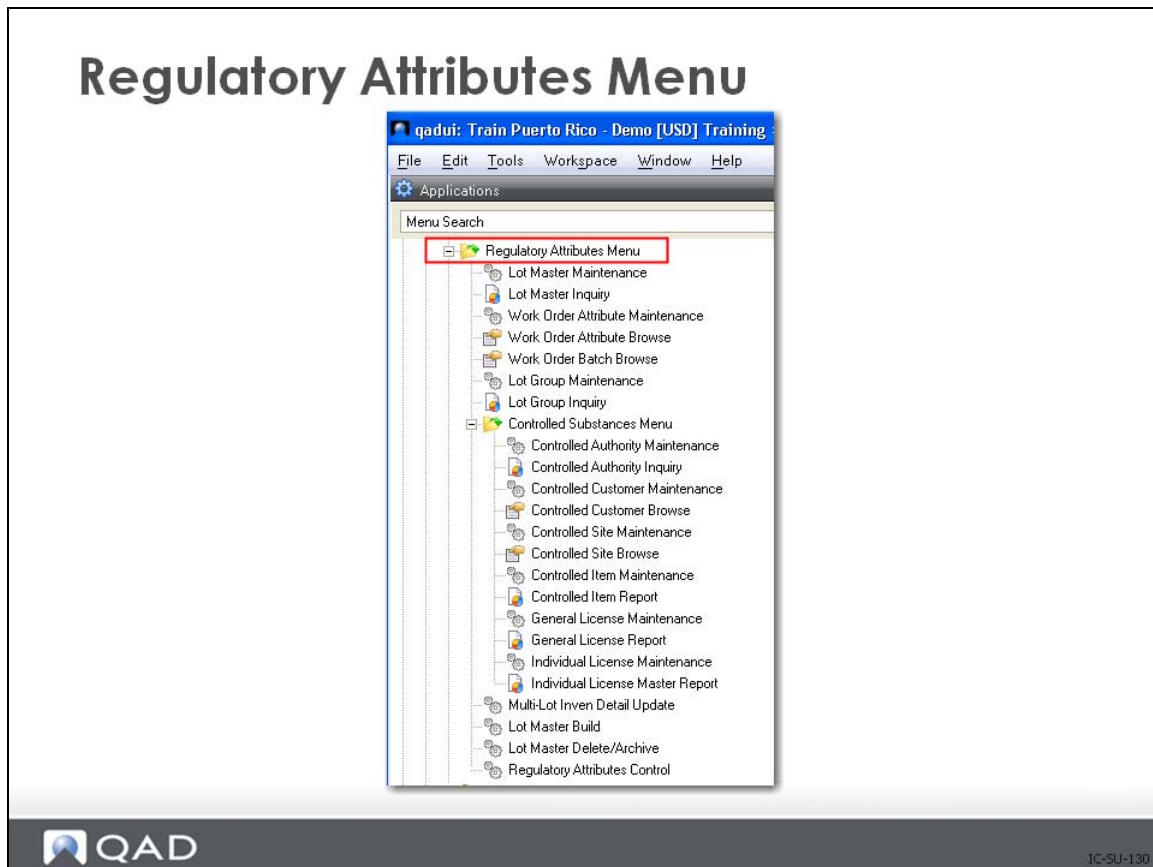 Regulatory Attributes Menu
qadui: Train Puerto Rico - Demo [USD] Training
File Edit Tools Workspace Window Help
Applications
Menu Search
Regulatory Attributes Menu
Lot Master Maintenance
Lot Master Inquiry
Work Order Attribute Maintenance
Work Order Attribute Browse
Work Order Batch Browse
Lot Group Maintenance
Lot Group Inquiry
Controlled Substances Menu
Controlled Authority Maintenance
Controlled Authority Inquiry
Controlled Customer Maintenance
Controlled Customer Browse
Controlled Site Maintenance
Controlled Site Browse
Controlled Item Maintenance
Controlled Item Report
General License Maintenance
General License Report
Individual License Maintenance
Individual License Master Report
Multi-Lot Inven Detail Update
Lot Master Build
Lot Master Delete/Archive
Regulatory Attributes Control
QAD
IC-SU-130